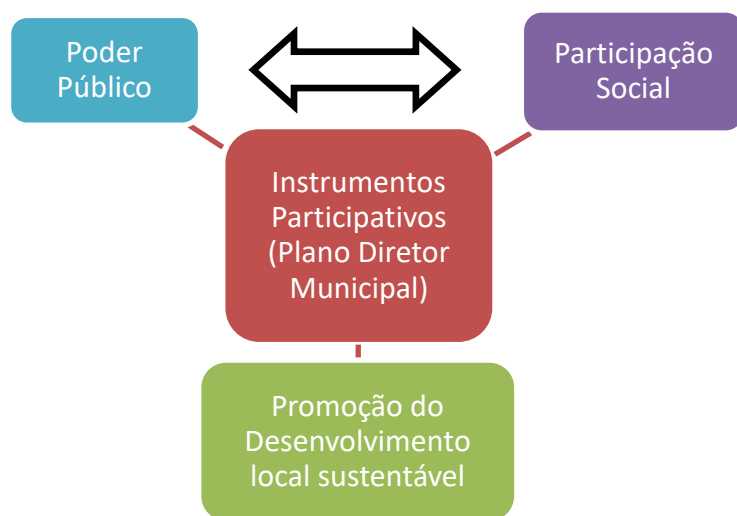 Poder
Público
Participação
Social
Instrumentos
Participativos
(Plano Diretor
Municipal)
Promoção do
Desenvolvimento
local sustentável